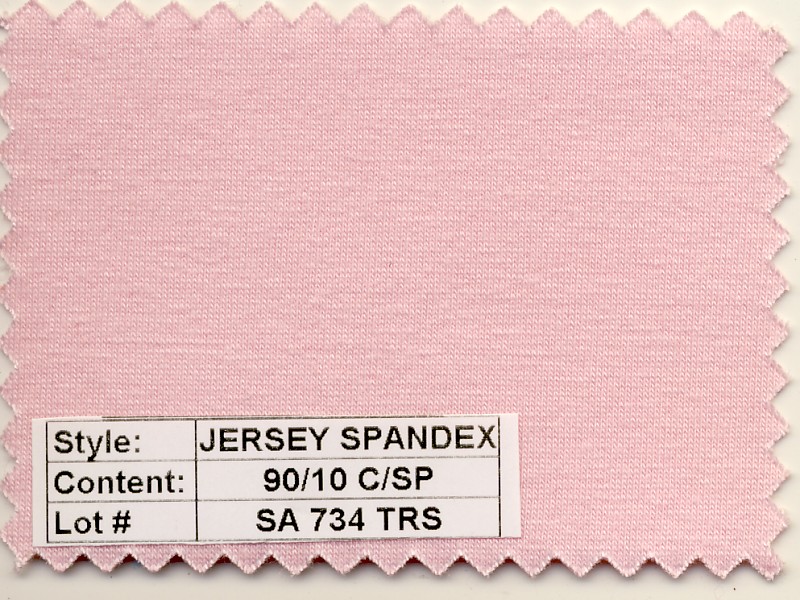 Style: JERSEY SPANDEX
Content: 90/10 C/SP
Lot # SA 734 TRS